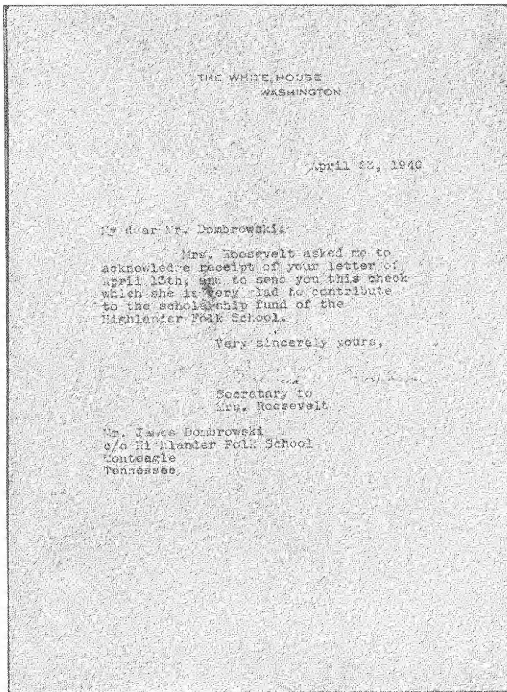 THE WHITE HOUSE
WASHINGTON
April 1940
My dear Mr. Dombrowski:
Mrs. Roosevelt asked me to
acknowledge receipt of your letter of
April 13th, and to send you this check
which she is very glad to contribute
to the scholarship fund of the
Highlander Folk School.
Very sincerely yours,
Secretary to
Mrs. Roosevelt
Mr. James Dombrowski
c/o Highlander Folk School
Monteagle
Tennessee